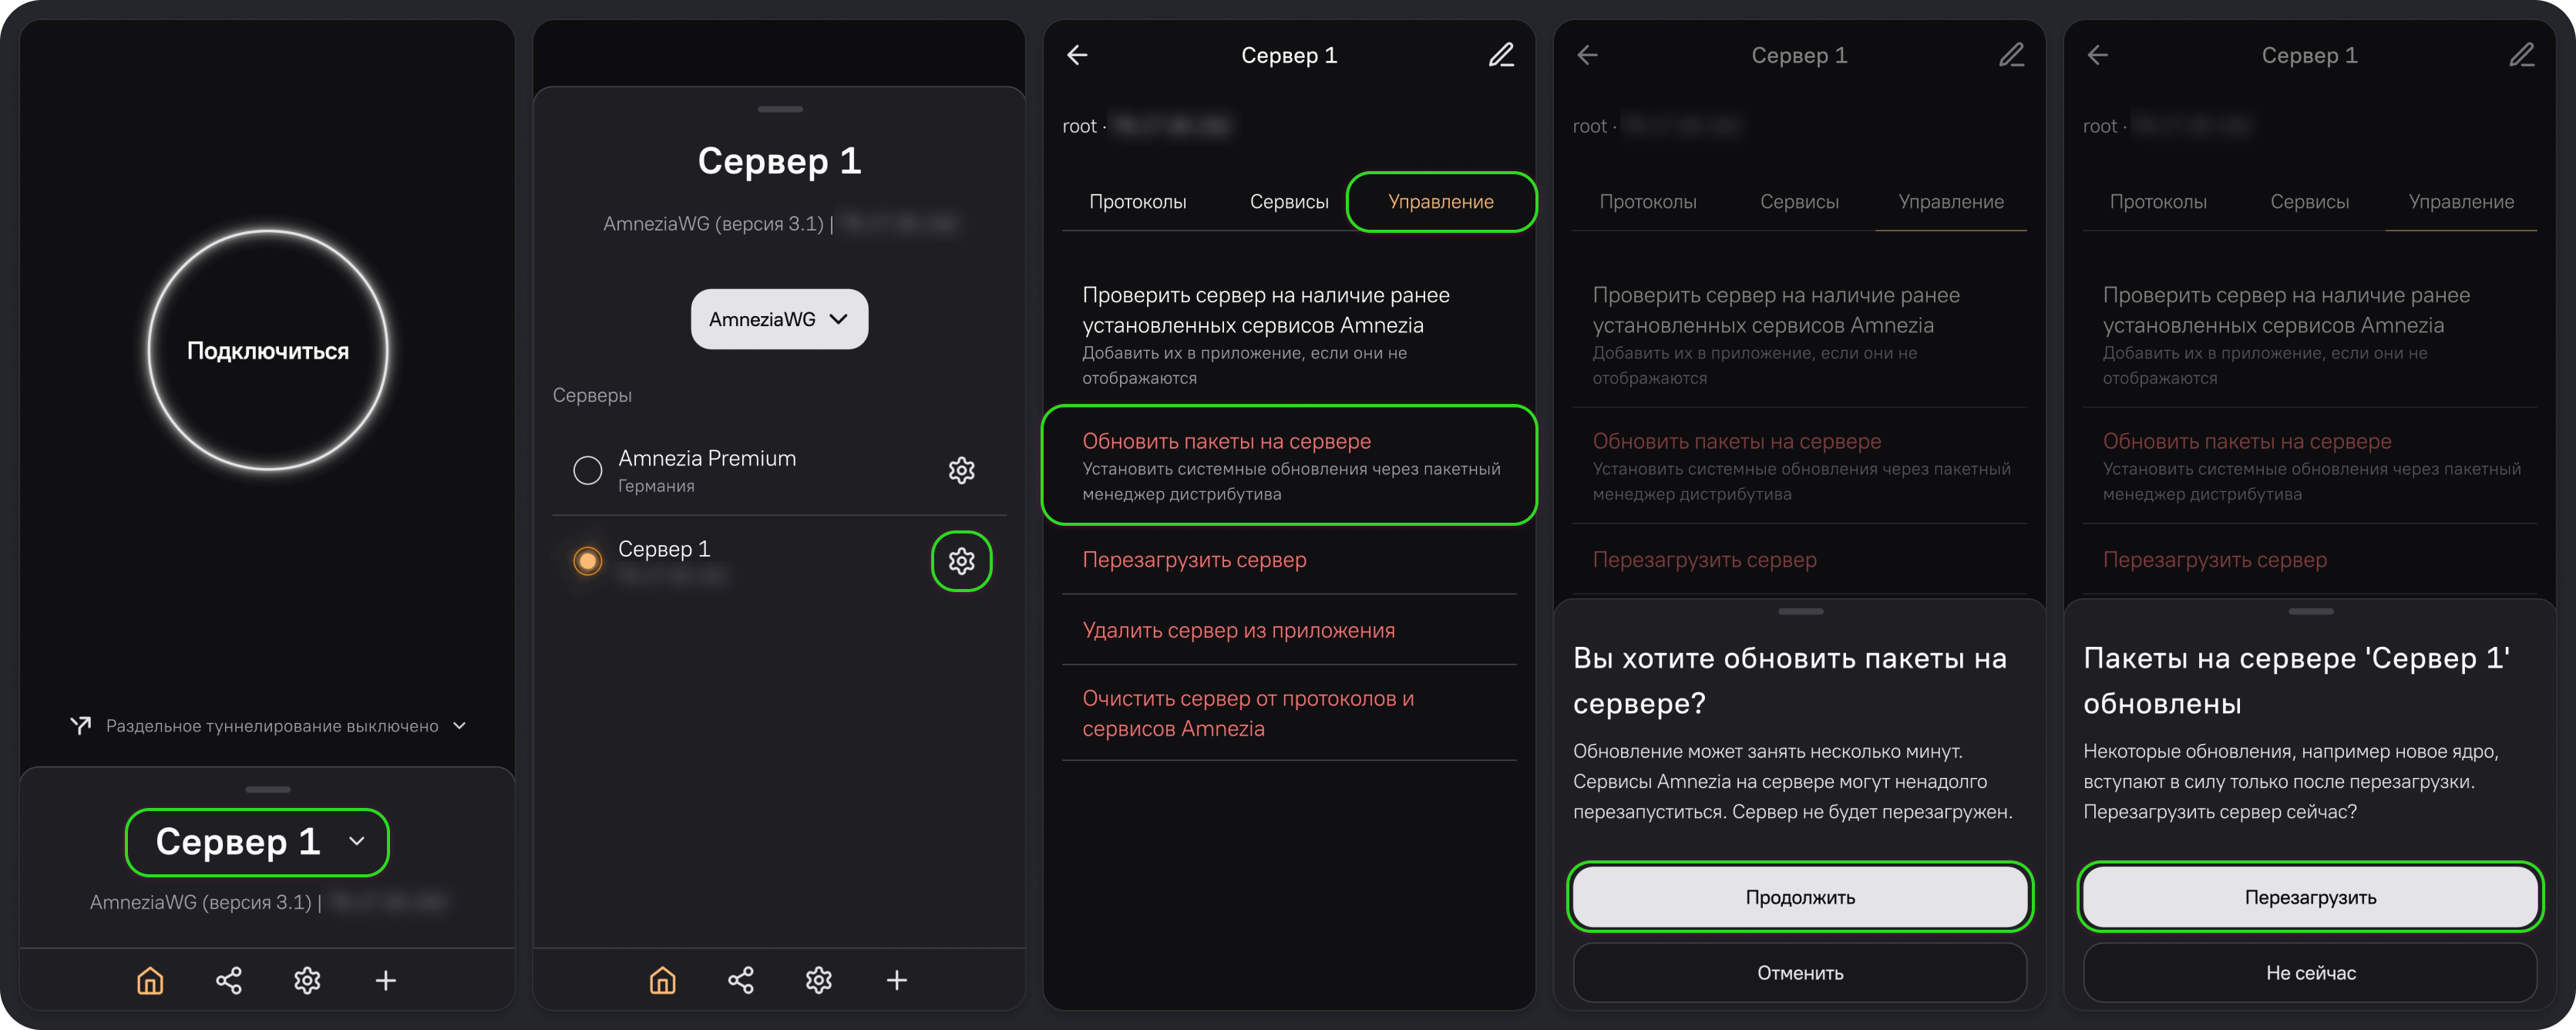 Подключиться
Раздельное туннелирование выключено
Сервер 1
AmneziaWG (версия 3.1) |
Сервер 1
AmneziaWG (версия 3.1) |
AmneziaWG
Серверы
Amnezia Premium
Германия
Сервер 1
Сервер 1
root ·
Протоколы Сервисы Управление
Проверить сервер на наличие ранее
установленных сервисов Amnezia
Добавить их в приложение, если они не
отображаются
Обновить пакеты на сервере
Установить системные обновления через пакетный
менеджер дистрибутива
Перезагрузить сервер
Удалить сервер из приложения
Очистить сервер от протоколов и
сервисов Amnezia
Сервер 1
root ·
Протоколы Сервисы Управление
Проверить сервер на наличие ранее
установленных сервисов Amnezia
Добавить их в приложение, если они не
отображаются
Обновить пакеты на сервере
Установить системные обновления через пакетный
менеджер дистрибутива
Перезагрузить сервер
Вы хотите обновить пакеты на
сервере?
Обновление может занять несколько минут.
Сервисы Amnezia на сервере могут ненадолго
перезапуститься. Сервер не будет перезагружен.
Продолжить
Отменить
Сервер 1
root ·
Протоколы Сервисы Управление
Проверить сервер на наличие ранее
установленных сервисов Amnezia
Добавить их в приложение, если они не
отображаются
Обновить пакеты на сервере
Установить системные обновления через пакетный
менеджер дистрибутива
Перезагрузить сервер
Пакеты на сервере 'Сервер 1'
обновлены
Некоторые обновления, например новое ядро,
вступают в силу только после перезагрузки.
Перезагрузить сервер сейчас?
Перезагрузить
Не сейчас